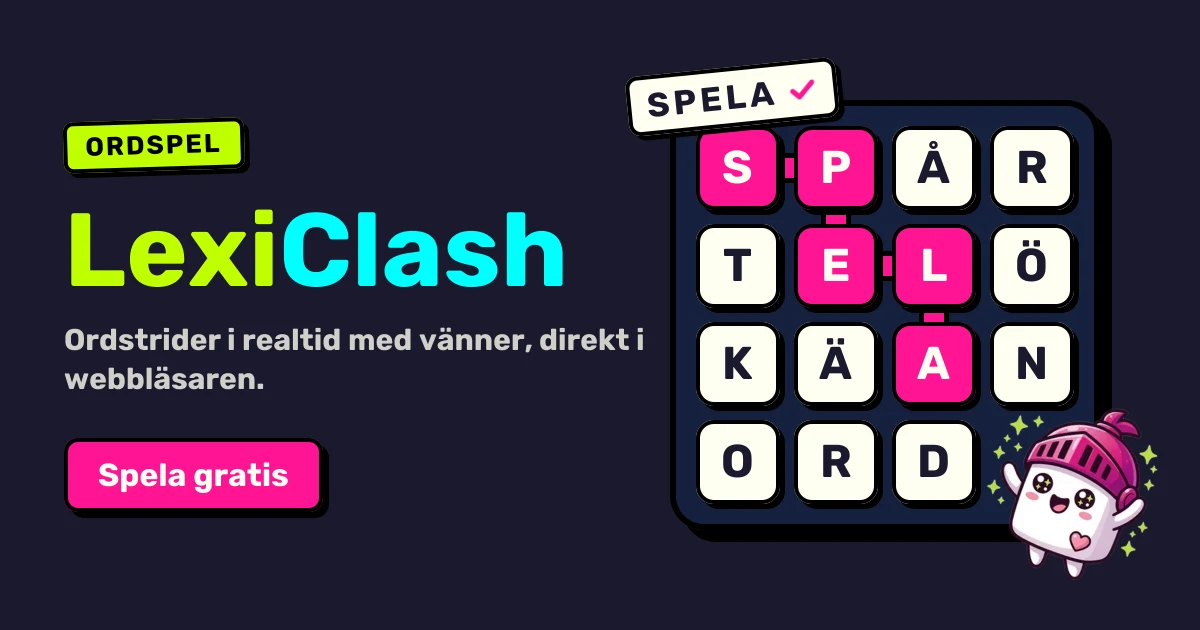 ORDSPEL
LexiClash
Ordstrider i realtid med vänner, direkt i
webbläsaren.
Spela gratis
SPELA
S P Å R
T E L Ö
K Ä A N
O R D